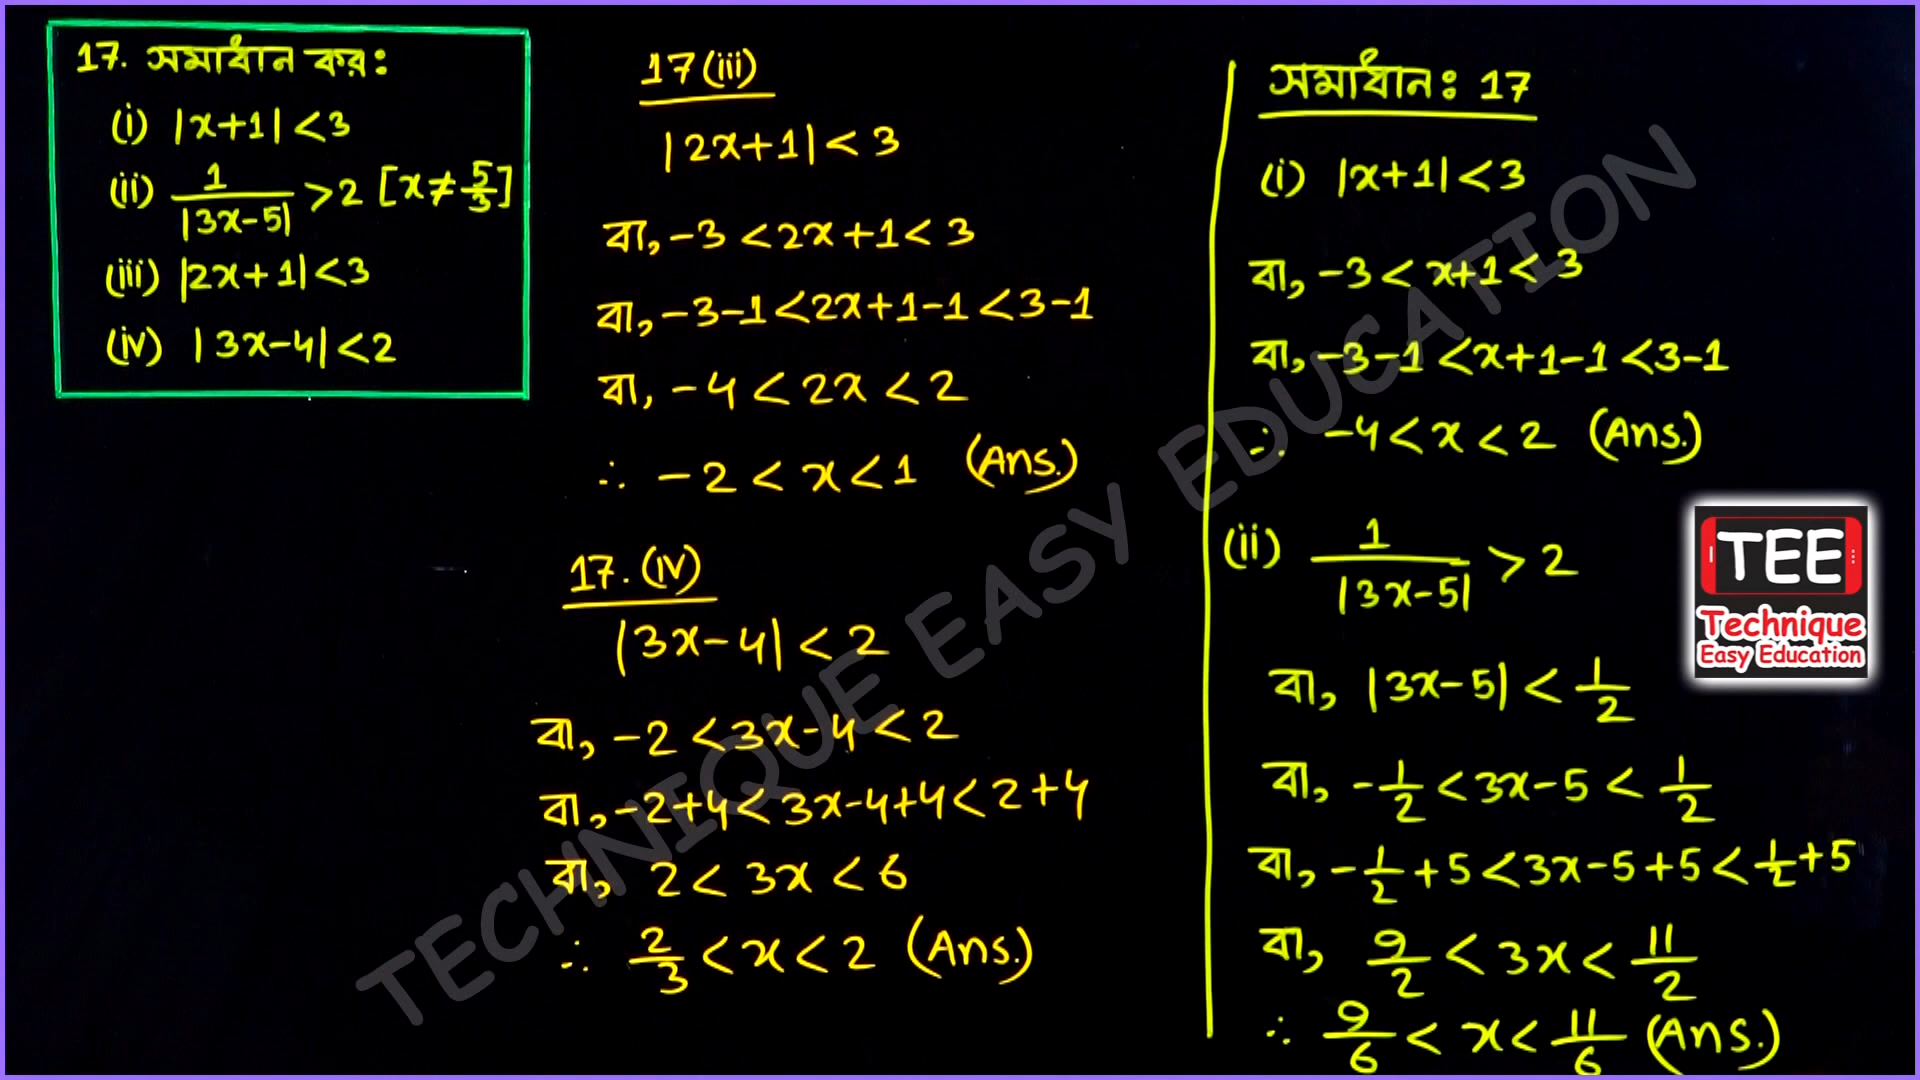 17. সমাধান কর:
(i) |x+1| < 3
(ii) 1/|3x-5| > 2 [x ≠ 5/3]
(iii) |2x+1| < 3
(iv) |3x-4| < 2
17 (iii)
|2x+1| < 3
বা, -3 < 2x+1 < 3
বা, -3-1 < 2x+1-1 < 3-1
বা, -4 < 2x < 2
∴ -2 < x < 1 (Ans.)
17. (iv)
|3x-4| < 2
বা, -2 < 3x-4 < 2
বা, -2+4 < 3x-4+4 < 2+4
বা, 2 < 3x < 6
∴ 2/3 < x < 2 (Ans.)
সমাধান: 17
(i) |x+1| < 3
বা, -3 < x+1 < 3
বা, -3-1 < x+1-1 < 3-1
∴ -4 < x < 2 (Ans.)
(ii) 1/|3x-5| > 2
বা, |3x-5| < 1/2
বা, -1/2 < 3x-5 < 1/2
বা, -1/2+5 < 3x-5+5 < 1/2+5
বা, 9/2 < 3x < 11/2
∴ 9/6 < x < 11/6 (Ans.)
TEE
Technique
Easy Education
TECHNIQUE EASY EDUCATION